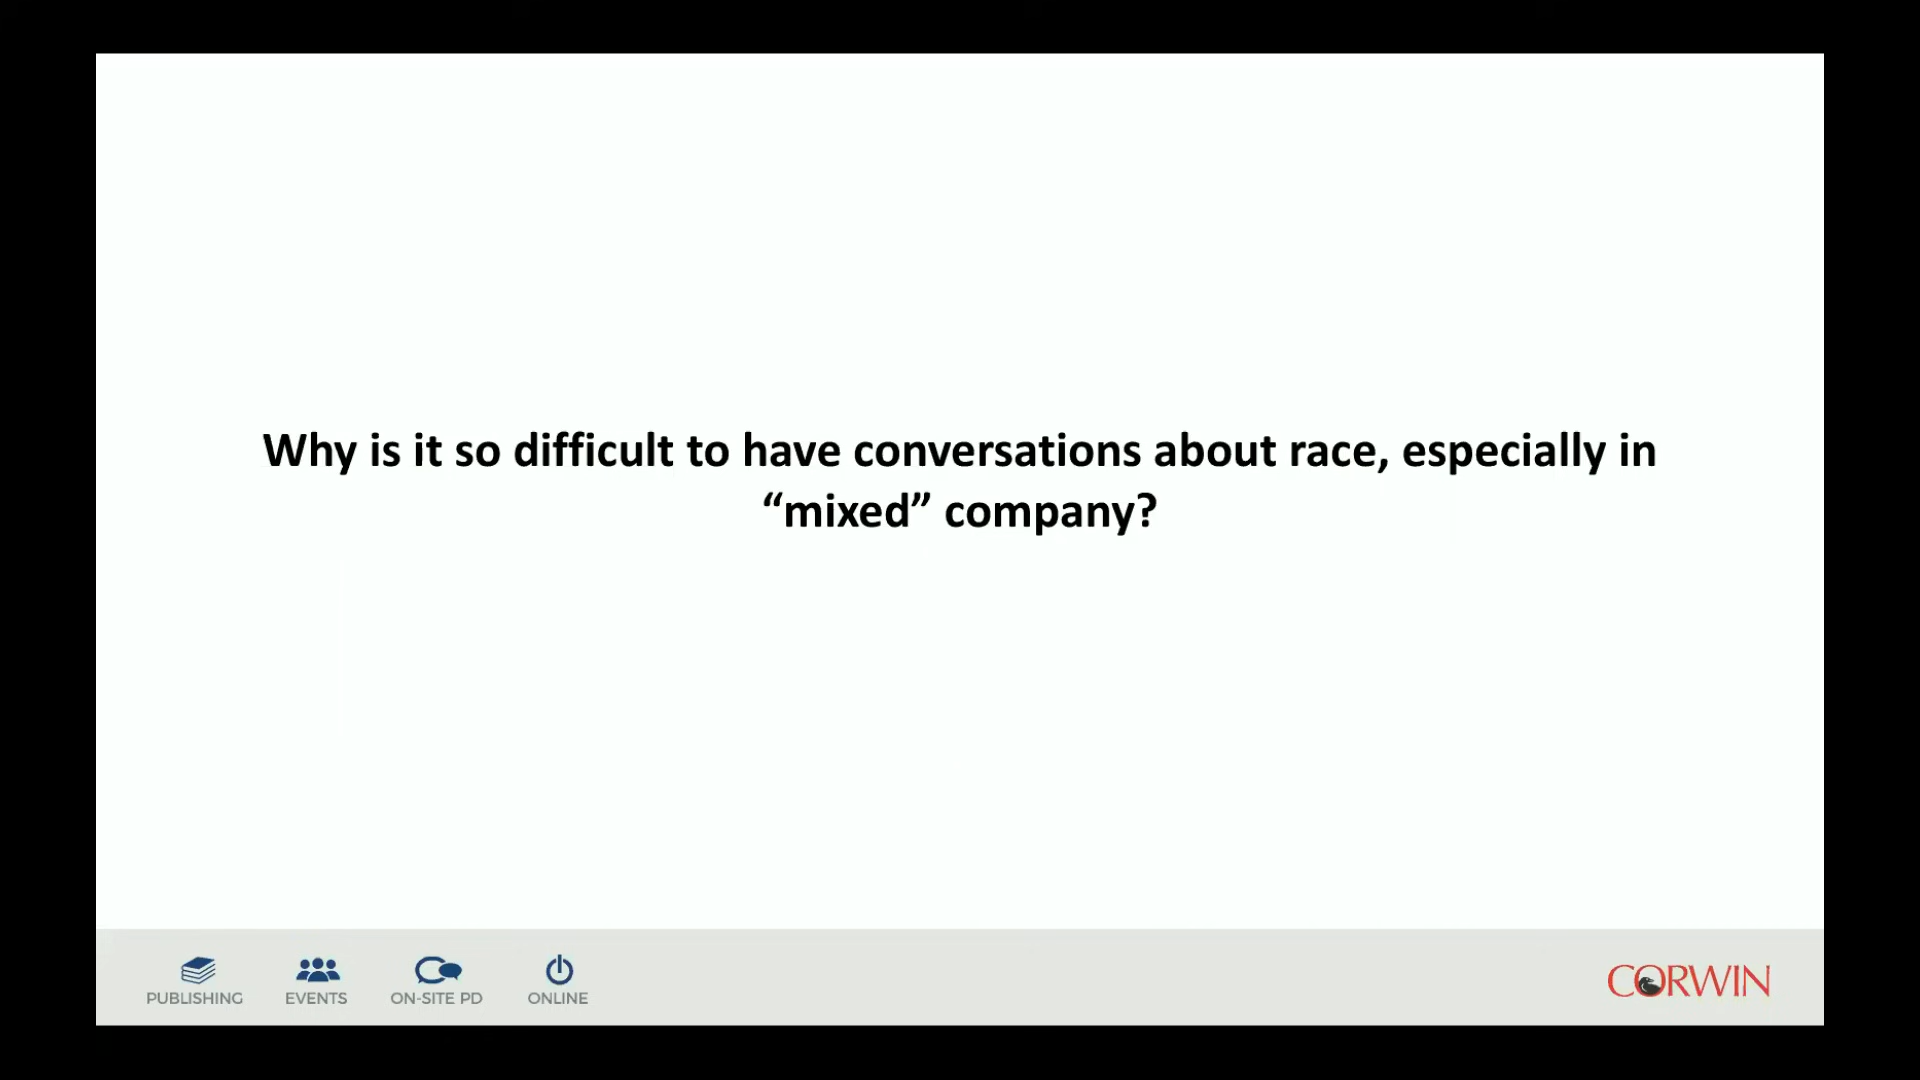 Why is it so difficult to have conversations about race, especially in
“mixed” company?
PUBLISHING
EVENTS
ON-SITE PD
ONLINE
CORWIN